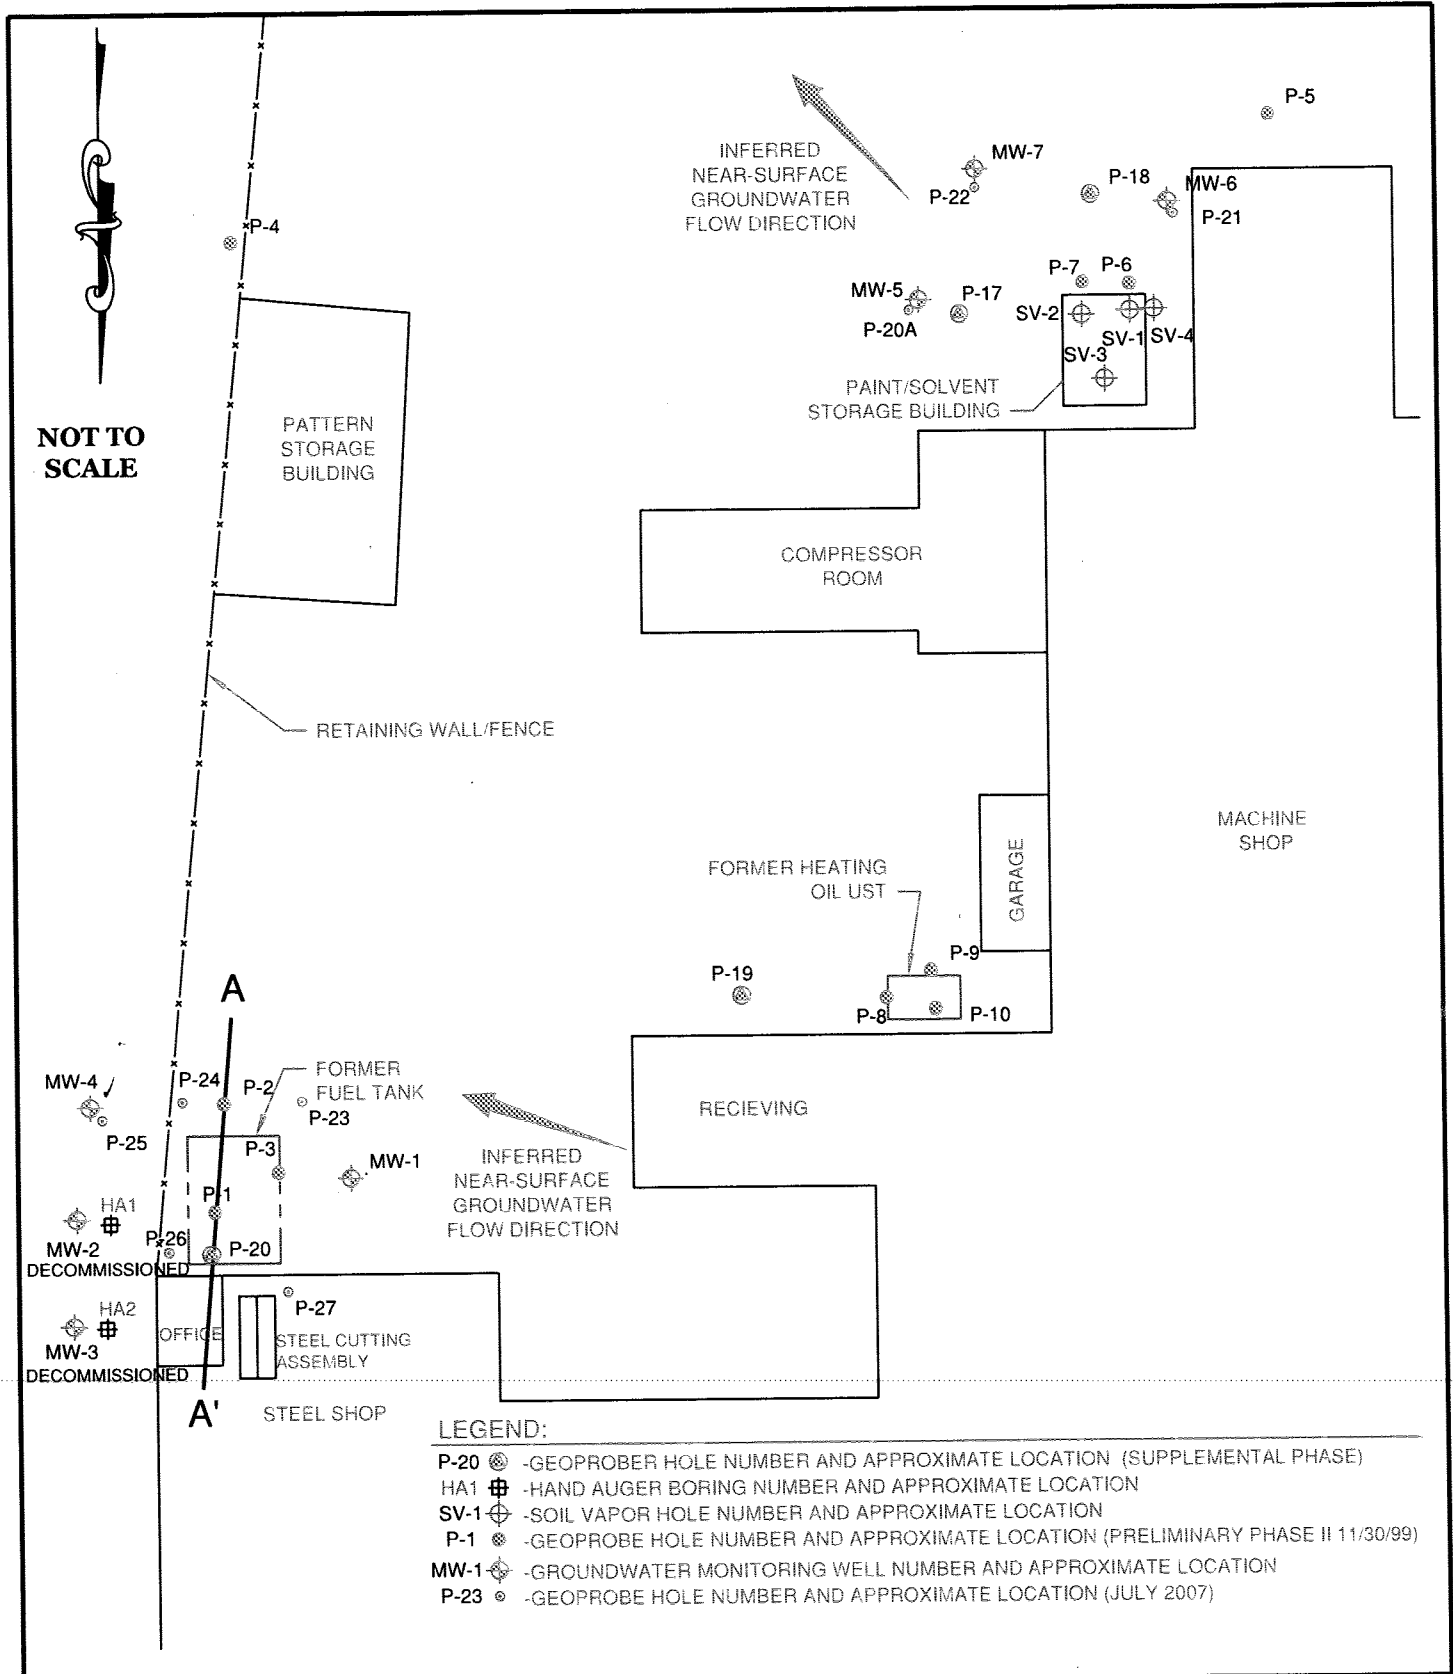 P-5
INFERRED
NEAR-SURFACE
GROUNDWATER
FLOW DIRECTION
MW-7
P-22
P-18
MW-6
P-21
P-4
P-7
P-6
MW-5
P-17
P-20A
SV-2
SV-1
SV-4
SV-3
PAINT/SOLVENT
STORAGE BUILDING
NOT TO
SCALE
PATTERN
STORAGE
BUILDING
COMPRESSOR
ROOM
RETAINING WALL/FENCE
MACHINE
SHOP
GARAGE
FORMER HEATING
OIL UST
P-9
P-19
P-8
P-10
A
FORMER
FUEL TANK
MW-4
P-24
P-2
P-23
P-25
RECIEVING
P-3
MW-1
INFERRED
NEAR-SURFACE
GROUNDWATER
FLOW DIRECTION
P-1
HA1
MW-2
P-26
P-20
DECOMMISSIONED
P-27
HA2
MW-3
OFFICE
STEEL CUTTING
ASSEMBLY
DECOMMISSIONED
A'
STEEL SHOP
LEGEND:
P-20 -GEOPROBER HOLE NUMBER AND APPROXIMATE LOCATION (SUPPLEMENTAL PHASE)
HA1 -HAND AUGER BORING NUMBER AND APPROXIMATE LOCATION
SV-1 -SOIL VAPOR HOLE NUMBER AND APPROXIMATE LOCATION
P-1 -GEOPROBE HOLE NUMBER AND APPROXIMATE LOCATION (PRELIMINARY PHASE II 11/30/99)
MW-1 -GROUNDWATER MONITORING WELL NUMBER AND APPROXIMATE LOCATION
P-23 -GEOPROBE HOLE NUMBER AND APPROXIMATE LOCATION (JULY 2007)